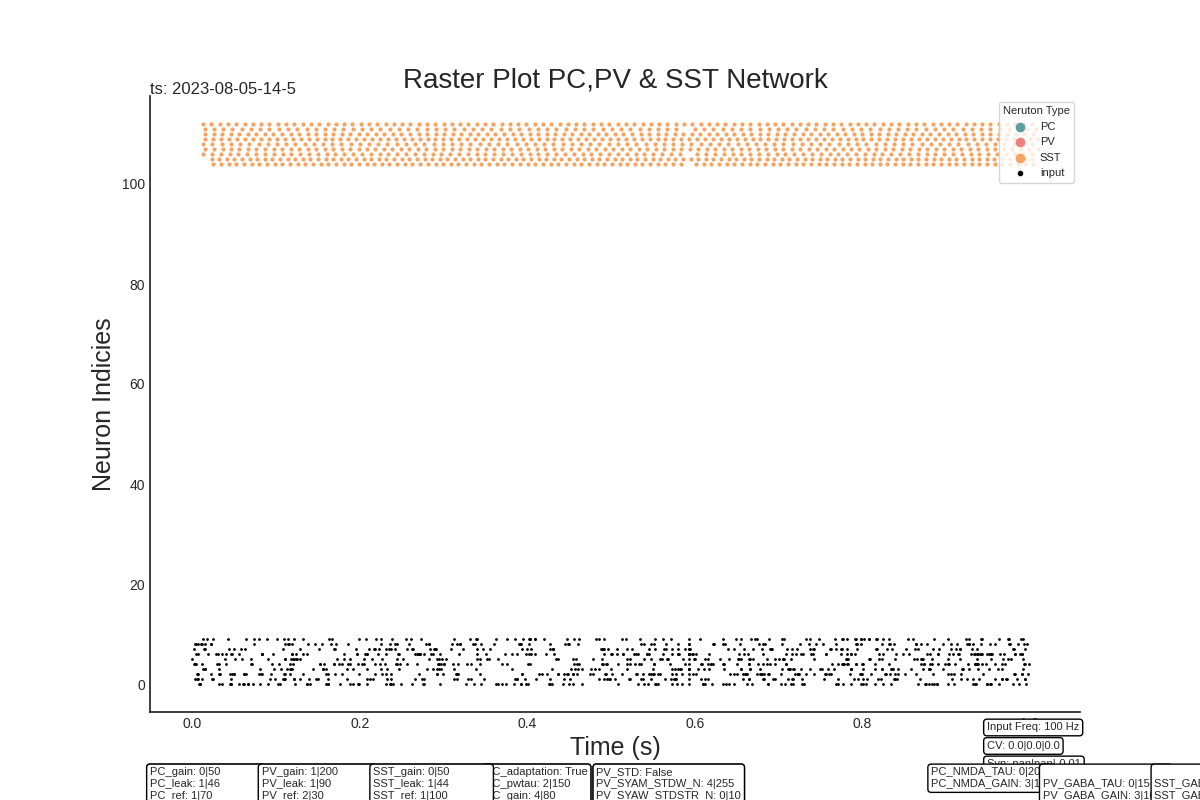 Raster Plot PC,PV & SST Network
ts: 2023-08-05-14-5
Neruton Type
PC
PV
SST
input
100
80
60
40
20
0
Neuron Indicies
0.0 0.2 0.4 0.6 0.8
Time (s)
Input Freq: 100 Hz
CV: 0.0|0.0|0.0
PC_gain: 0|50
PC_leak: 1|46
PC_ref: 1|70
PV_gain: 1|200
PV_leak: 1|90
PV_ref: 2|30
SST_gain: 0|50
SST_leak: 1|44
SST_ref: 1|100
C_adaptation: True
C_pwtau: 2|150
C_gain: 4|80
PV_STD: False
PV_SYAM_STDW_N: 4|255
PV_SYAW_STDSTR_N: 0|10
PC_NMDA_TAU: 0|20
PC_NMDA_GAIN: 3|1
PV_GABA_TAU: 0|15
PV_GABA_GAIN: 3|1
SST_GA
SST_GA